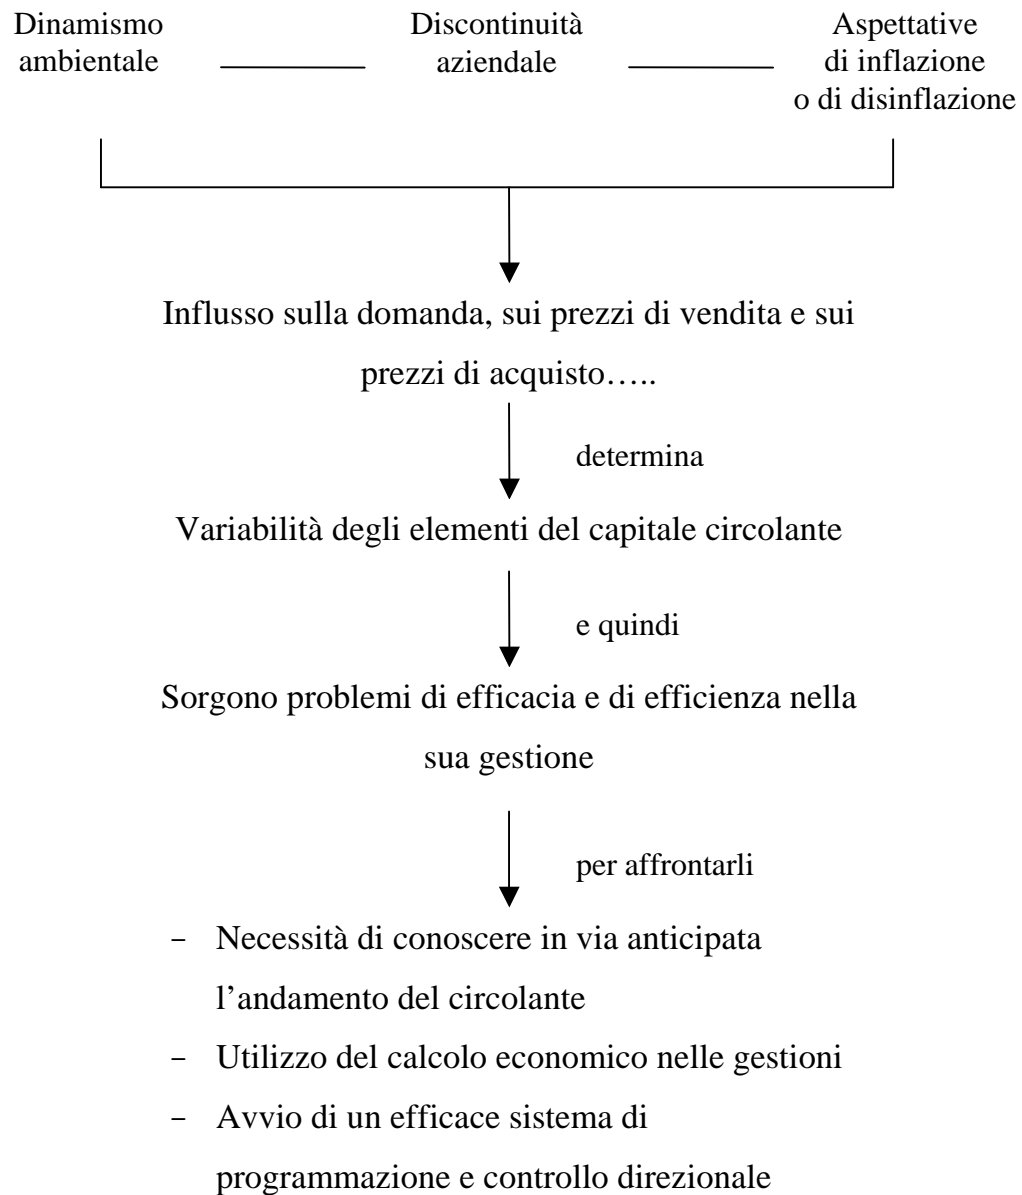 Dinamismo
ambientale
Discontinuità
aziendale
Aspettative
di inflazione
o di disinflazione
Influsso sulla domanda, sui prezzi di vendita e sui
prezzi di acquisto…..
determina
Variabilità degli elementi del capitale circolante
e quindi
Sorgono problemi di efficacia e di efficienza nella
sua gestione
per affrontarli
- Necessità di conoscere in via anticipata
l’andamento del circolante
- Utilizzo del calcolo economico nelle gestioni
- Avvio di un efficace sistema di
programmazione e controllo direzionale